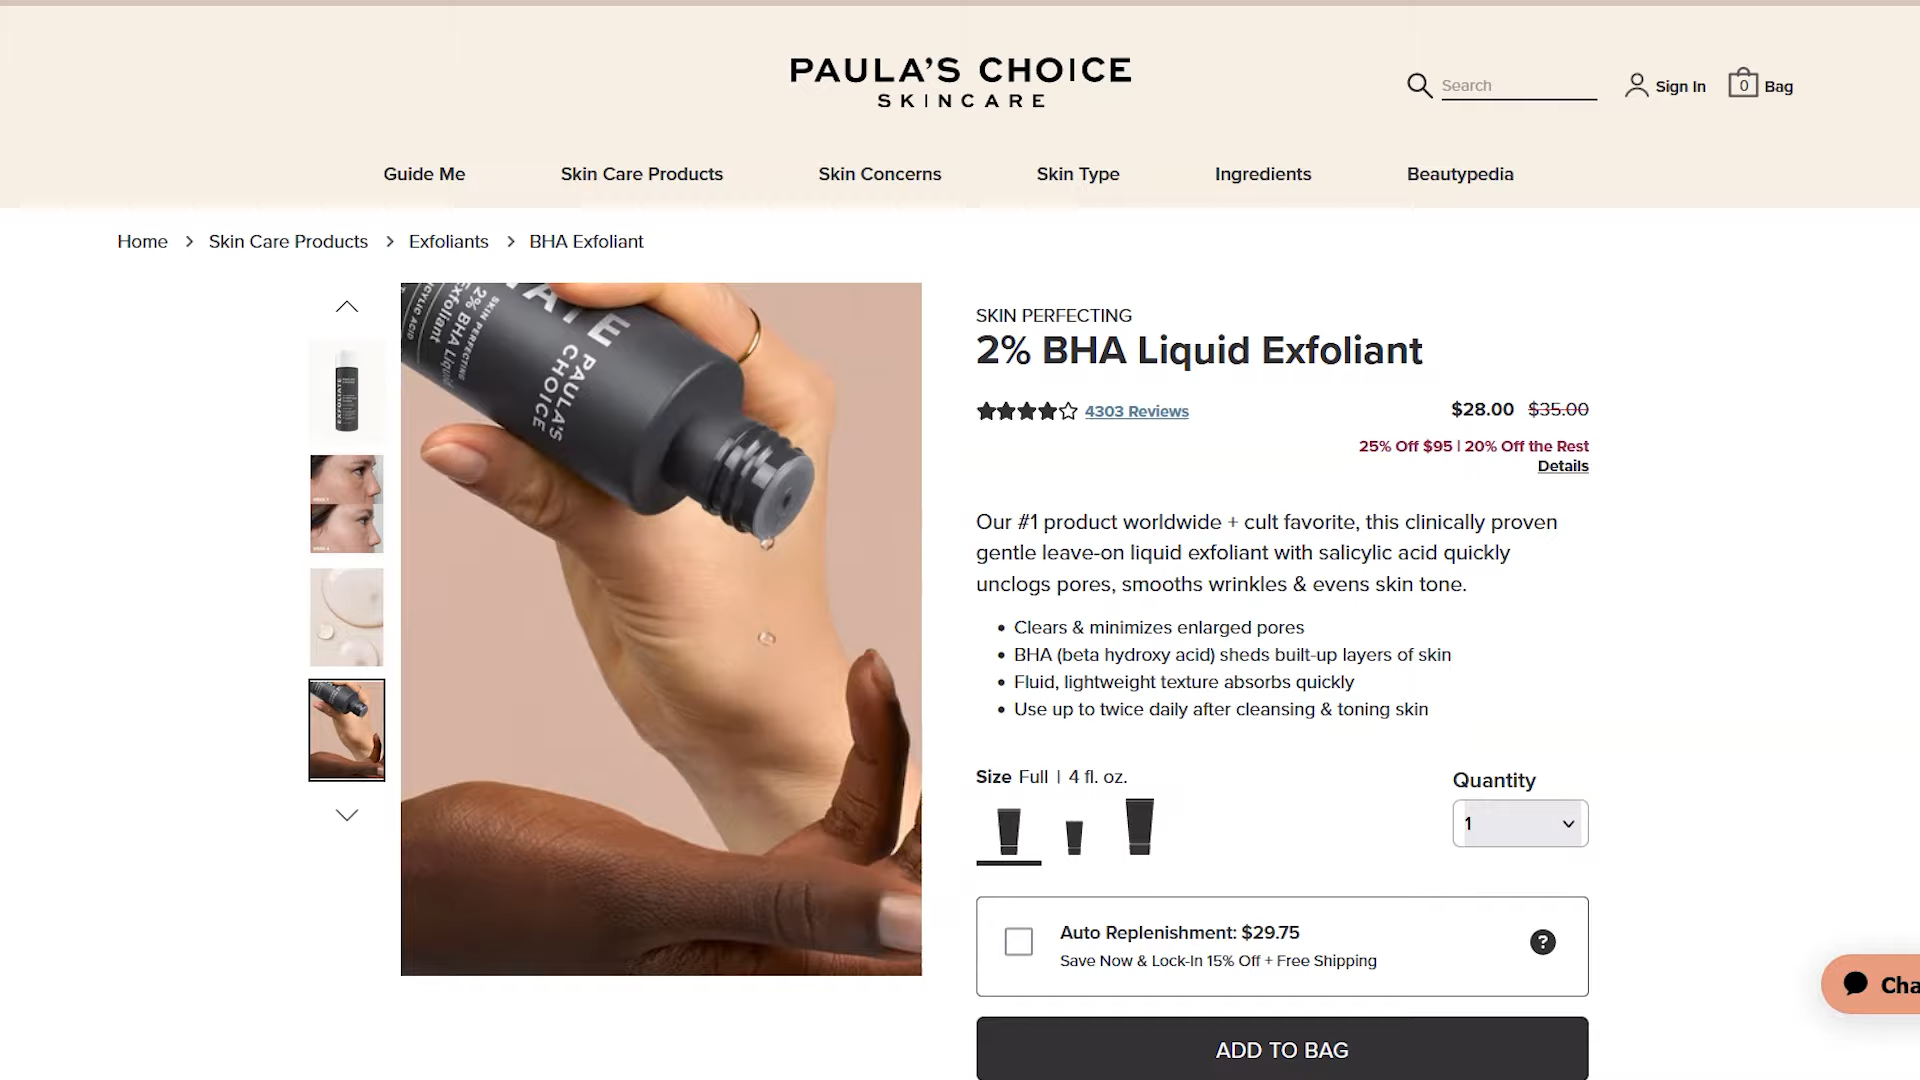 PAULA'S CHOICE
SKINCARE
Search
Sign In
0
Bag
Guide Me
Skin Care Products
Skin Concerns
Skin Type
Ingredients
Beautypedia
Home > Skin Care Products > Exfoliants > BHA Exfoliant
PAULA'S
CHOICE
SKIN PERFECTING
2% BHA Liquid
Exfoliant
SKIN PERFECTING
2% BHA Liquid Exfoliant
4303 Reviews
$28.00 $35.00
25% Off $95 | 20% Off the Rest
Details
Our #1 product worldwide + cult favorite, this clinically proven
gentle leave-on liquid exfoliant with salicylic acid quickly
unclogs pores, smooths wrinkles & evens skin tone.
• Clears & minimizes enlarged pores
• BHA (beta hydroxy acid) sheds built-up layers of skin
• Fluid, lightweight texture absorbs quickly
• Use up to twice daily after cleansing & toning skin
Size Full | 4 fl. oz.
Quantity
1
Auto Replenishment: $29.75
Save Now & Lock-In 15% Off + Free Shipping
?
ADD TO BAG
Cha